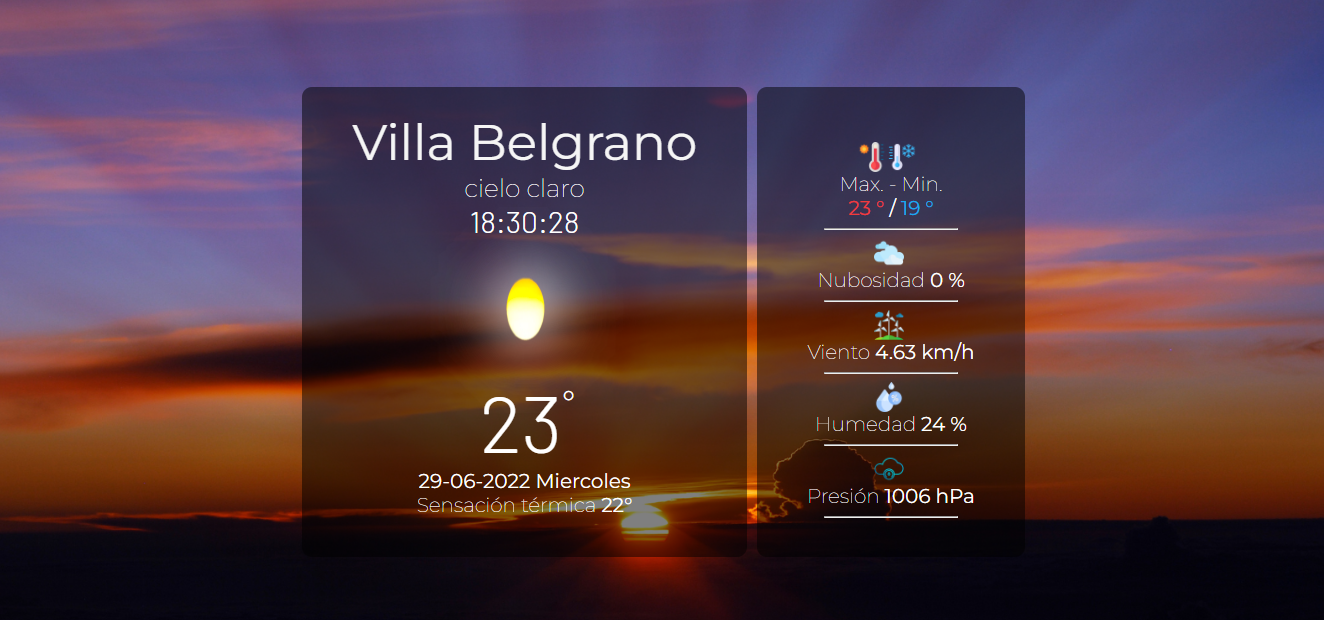 Villa Belgrano
cielo claro
18:30:28
23°
29-06-2022 Miercoles
Sensación térmica 22°
Max. - Min.
23 ° / 19 °
Nubosidad 0 %
Viento 4.63 km/h
Humedad 24 %
Presión 1006 hPa